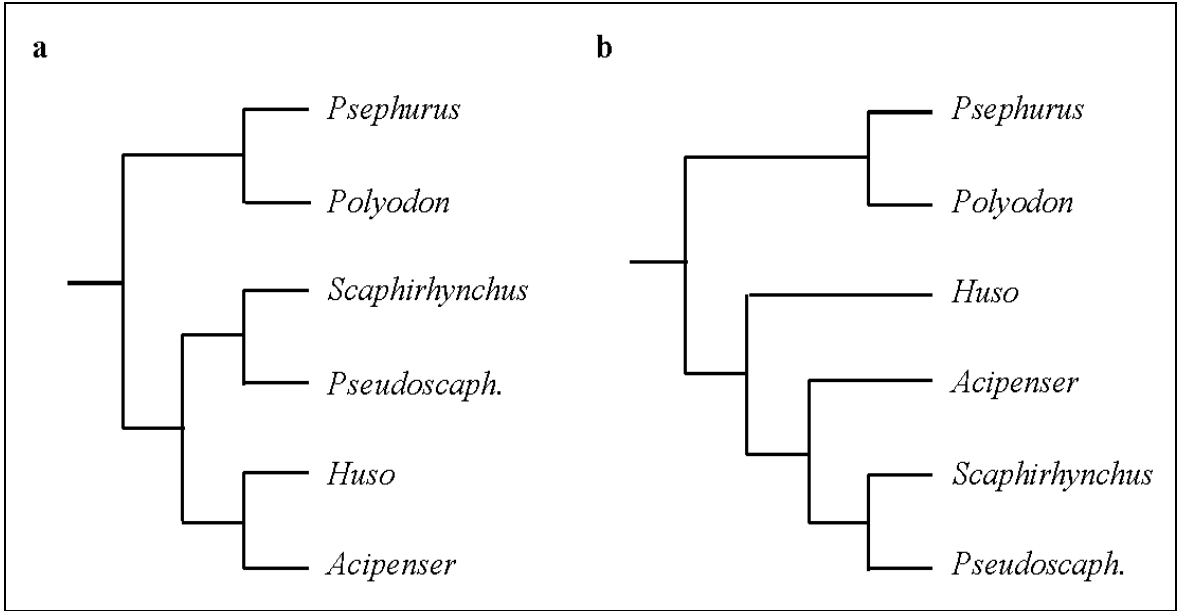 a
Psephurus
Polyodon
Scaphirhynchus
Pseudoscaph.
Huso
Acipenser
b
Psephurus
Polyodon
Huso
Acipenser
Scaphirhynchus
Pseudoscaph.